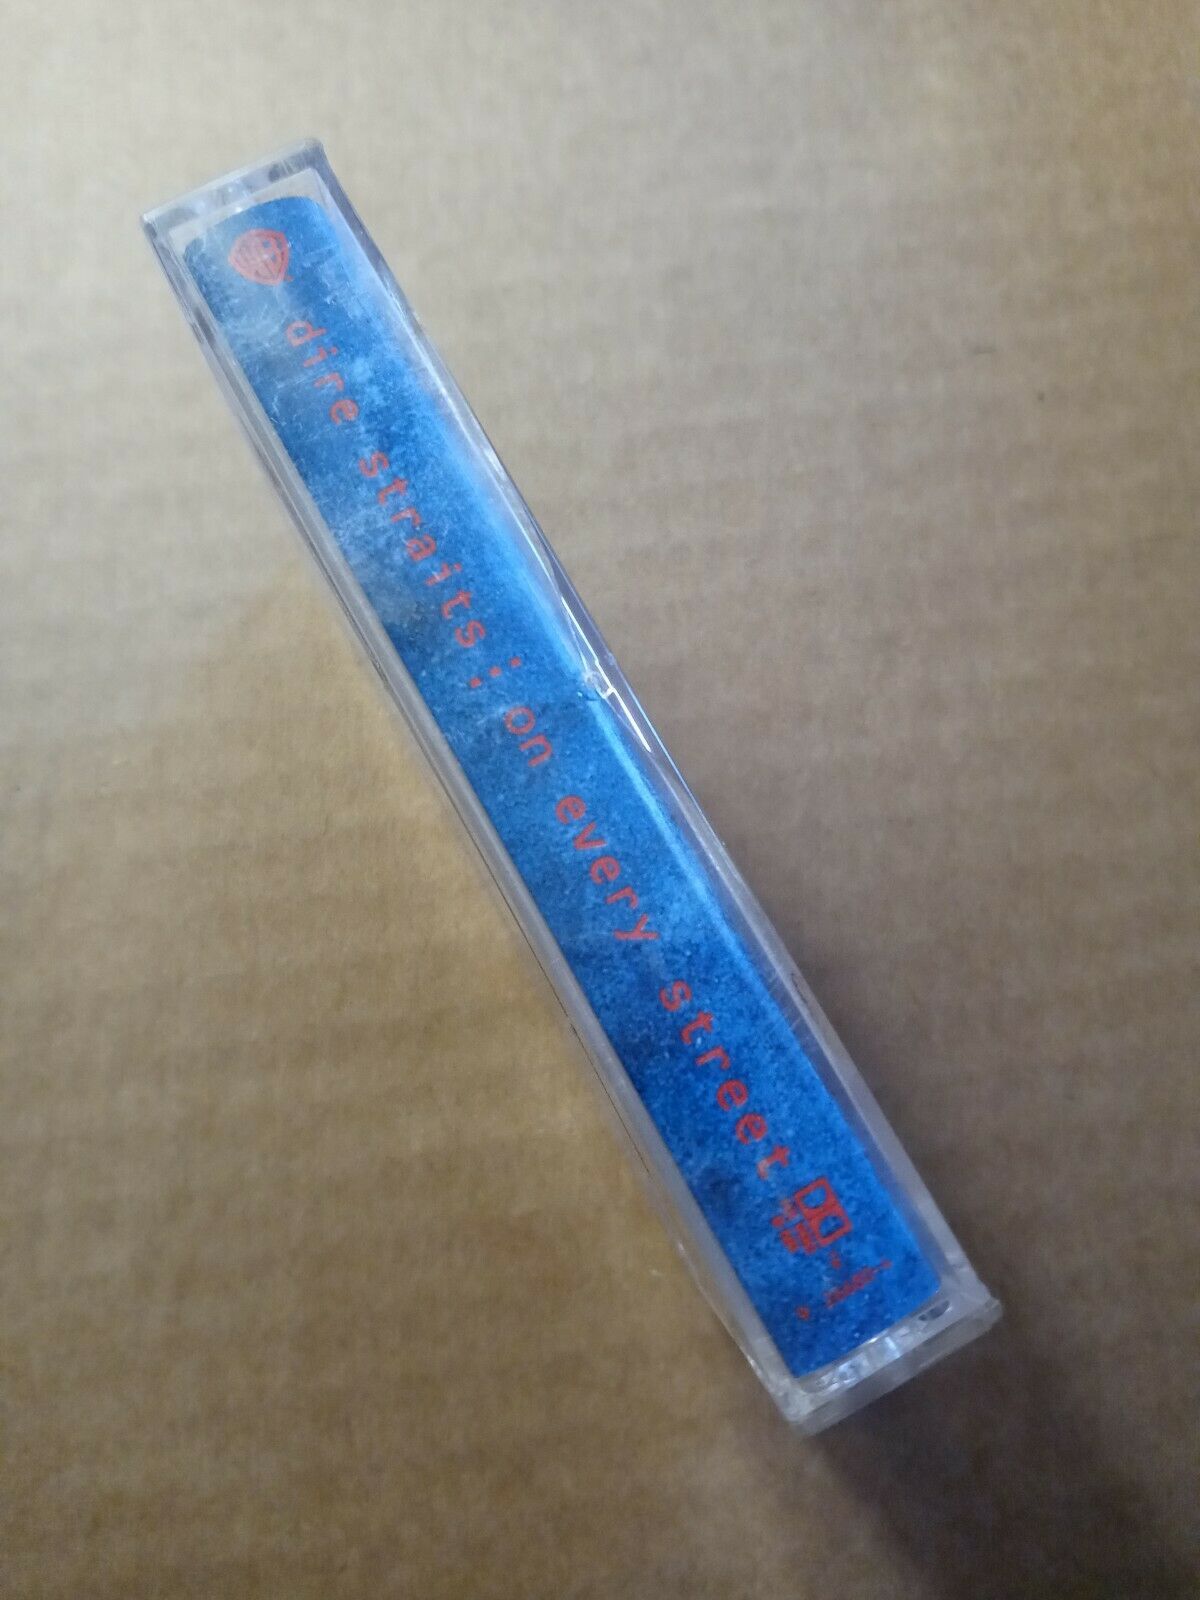 dire straits : on every street